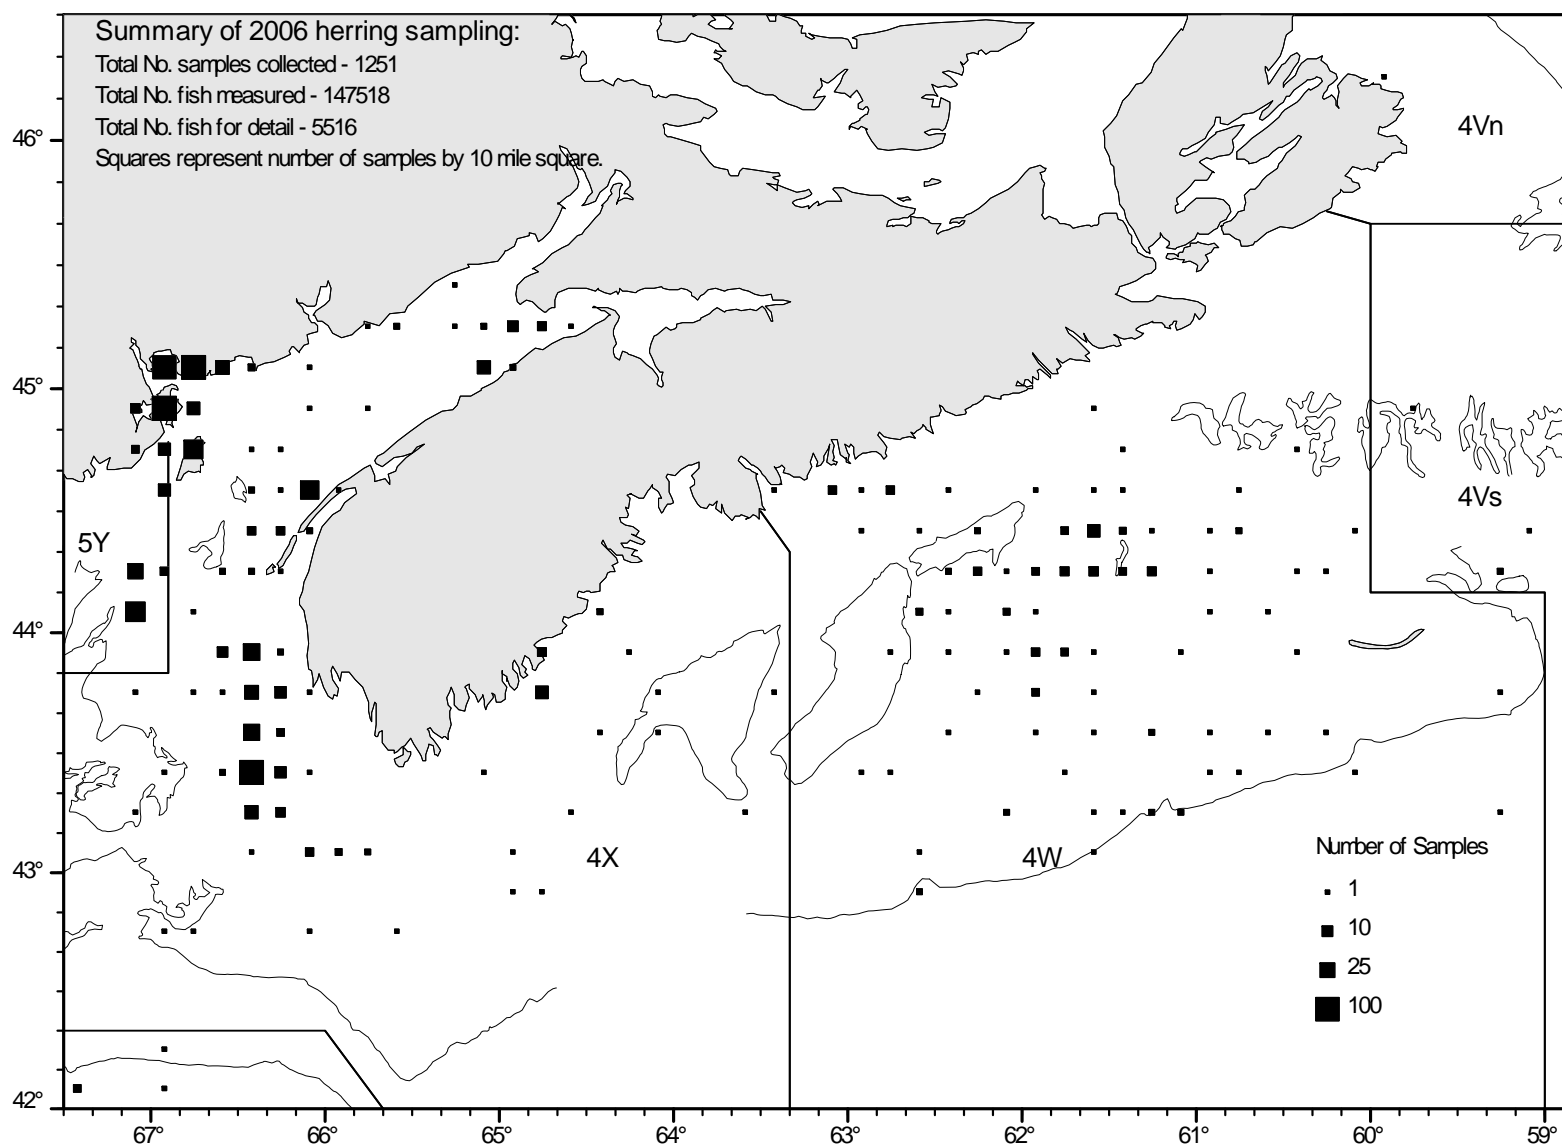 Summary of 2006 herring sampling:
Total No. samples collected - 1251
Total No. fish measured - 147518
Total No. fish for detail - 5516
Squares represent number of samples by 10 mile square.
4Vn
46°
45°
4Vs
5Y
44°
4X
4W
43°
Number of Samples
1
10
25
100
42°
67° 66° 65° 64° 63° 62° 61° 60° 59°